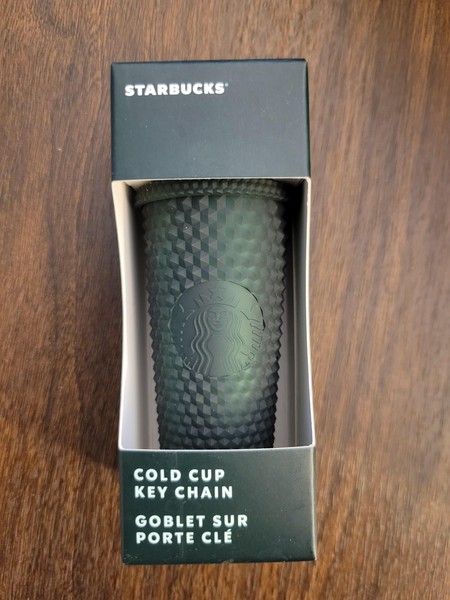 STARBUCKS®
COLD CUP
KEY CHAIN
GOBLET SUR
PORTE CLÉ